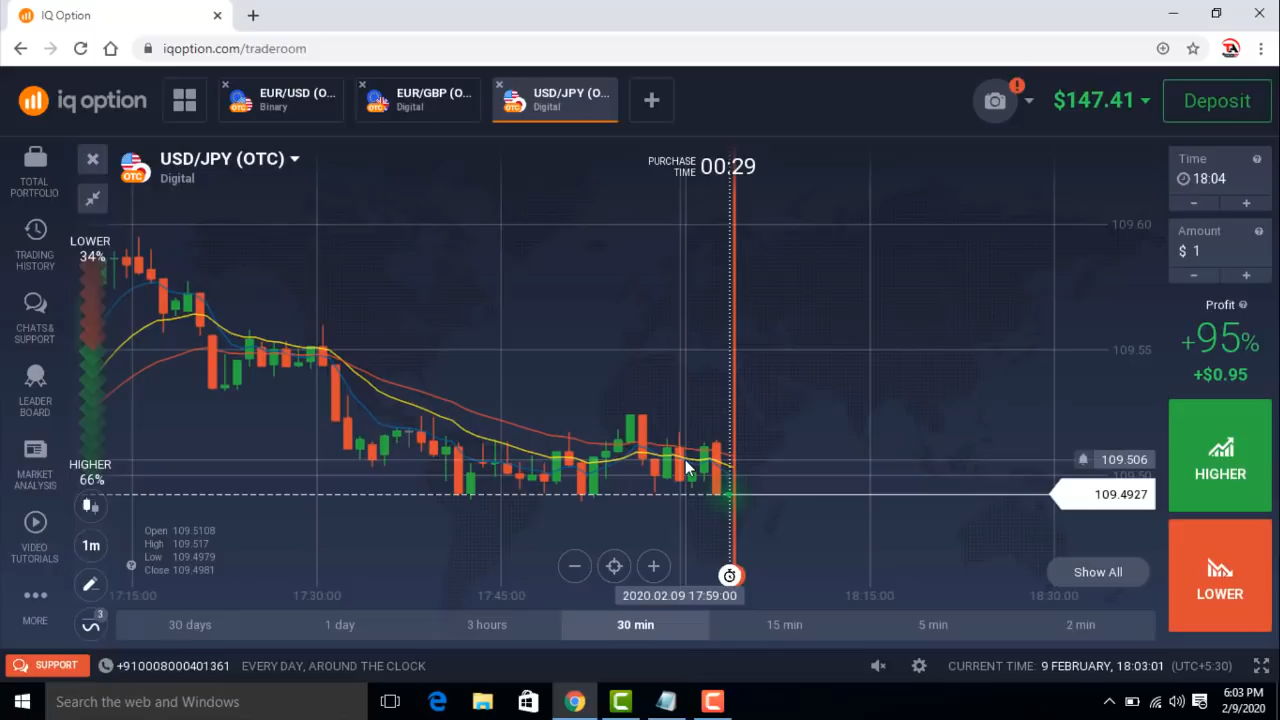 IQ Option
iqoption.com/traderoom
iq option
EUR/USD (O...
Binary
EUR/GBP (O...
Digital
USD/JPY (O...
Digital
$147.41
Deposit
TOTAL
PORTFOLIO
TRADING
HISTORY
CHATS &
SUPPORT
LEADER
BOARD
MARKET
ANALYSIS
VIDEO
TUTORIALS
MORE
USD/JPY (OTC)
Digital
PURCHASE
TIME
00:29
LOWER
34%
HIGHER
66%
1m
3
Open 109.5108
High 109.517
Low 109.4979
Close 109.4981
109.60
109.55
109.506
109.50
109.4927
Show All
17:15:00
17:30:00
17:45:00
2020.02.09 17:59:00
18:15:00
18:30:00
30 days
1 day
3 hours
30 min
15 min
5 min
2 min
Time
18:04
- +
Amount
$ 1
- +
Profit
+95%
+$0.95
HIGHER
LOWER
SUPPORT
+910008000401361
EVERY DAY, AROUND THE CLOCK
CURRENT TIME: 9 FEBRUARY, 18:03:01 (UTC+5:30)
Search the web and Windows
6:03 PM
2/9/2020